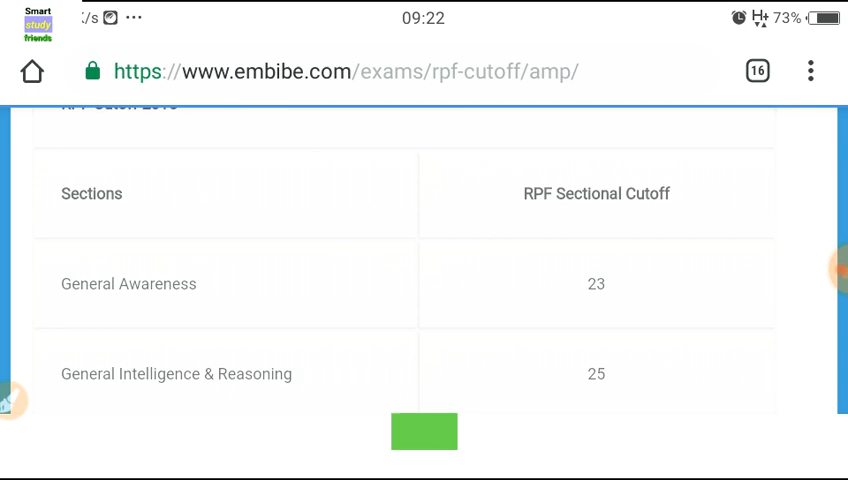 Smart
study
friends
K/s
09:22
H+ 73%
https://www.embibe.com/exams/rpf-cutoff/amp/
16
Sections
RPF Sectional Cutoff
General Awareness
23
General Intelligence & Reasoning
25